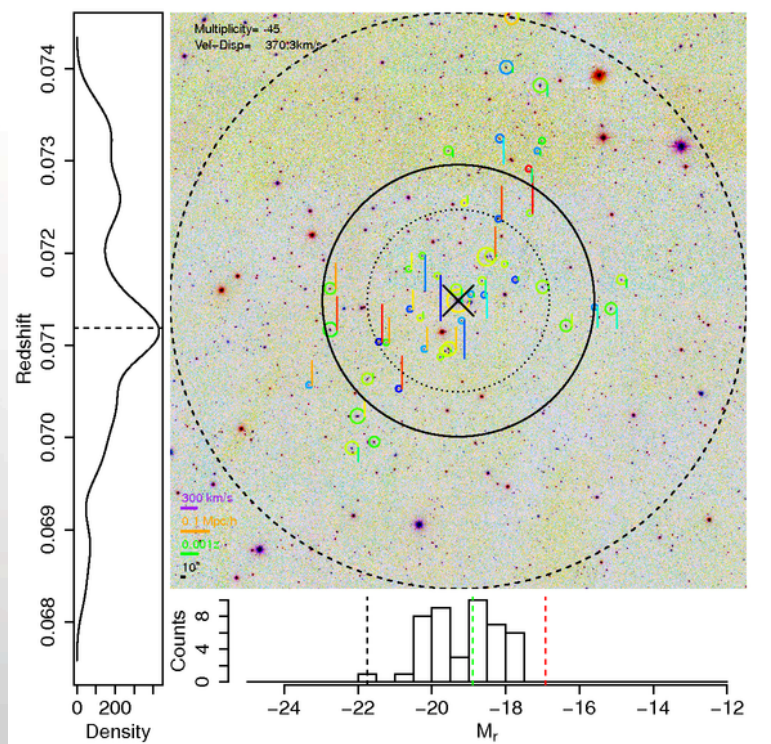 Multiplicity= 45
Vel-Disp= 370.3km/s
0.074
0.073
0.072
0.071
0.070
0.069
0.068
Redshift
300 km/s
0.1 Mpc/h
0.001z
10"
0 200
Density
8
4
0
Counts
-24 -22 -20 -18 -16 -14 -12
Mr